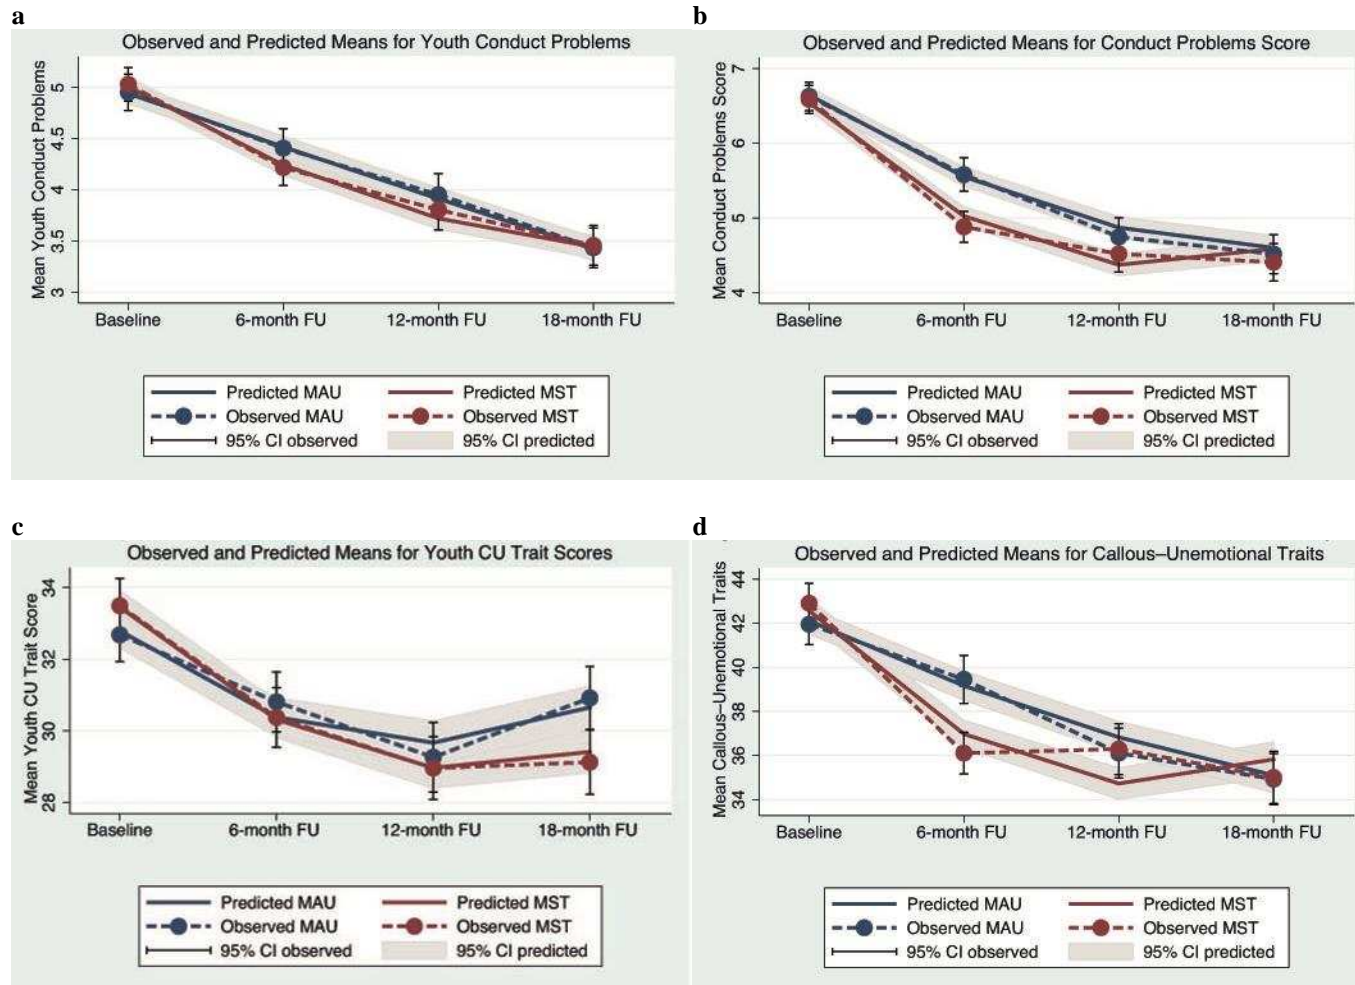 a
Observed and Predicted Means for Youth Conduct Problems
Mean Youth Conduct Problems
5
4.5
4
3.5
3
Baseline 6-month FU 12-month FU 18-month FU
Predicted MAU Predicted MST
Observed MAU Observed MST
95% CI observed 95% CI predicted
b
Observed and Predicted Means for Conduct Problems Score
Mean Conduct Problems Score
7
6
5
4
Baseline 6-month FU 12-month FU 18-month FU
Predicted MAU Predicted MST
Observed MAU Observed MST
95% CI observed 95% CI predicted
c
Observed and Predicted Means for Youth CU Trait Scores
Mean Youth CU Trait Score
34
32
30
28
Baseline 6-month FU 12-month FU 18-month FU
Predicted MAU Predicted MST
Observed MAU Observed MST
95% CI observed 95% CI predicted
d
Observed and Predicted Means for Callous–Unemotional Traits
Mean Callous–Unemotional Traits
44
42
40
38
36
34
Baseline 6-month FU 12-month FU 18-month FU
Predicted MAU Predicted MST
Observed MAU Observed MST
95% CI observed 95% CI predicted